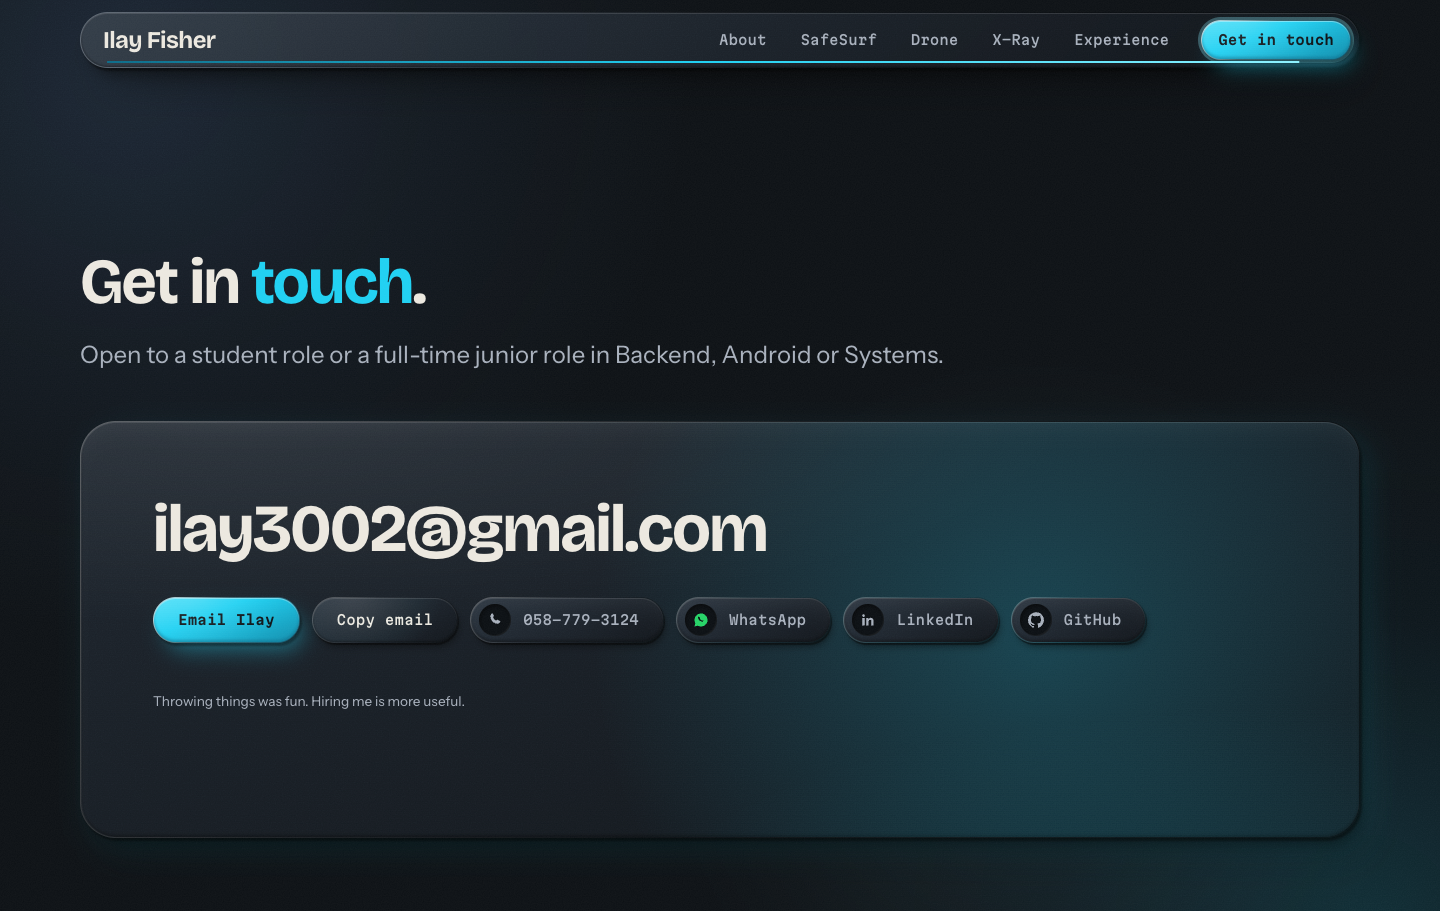 Ilay Fisher
About SafeSurf Drone X-Ray Experience Get in touch
Get in touch.
Open to a student role or a full-time junior role in Backend, Android or Systems.
ilay3002@gmail.com
Email Ilay Copy email 058-779-3124 WhatsApp LinkedIn GitHub
Throwing things was fun. Hiring me is more useful.